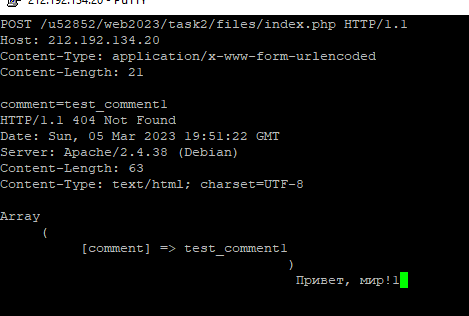 212.192.134.20 - PuTTY
POST /u52852/web2023/task2/files/index.php HTTP/1.1
Host: 212.192.134.20
Content-Type: application/x-www-form-urlencoded
Content-Length: 21

comment=test_comment1
HTTP/1.1 404 Not Found
Date: Sun, 05 Mar 2023 19:51:22 GMT
Server: Apache/2.4.38 (Debian)
Content-Length: 63
Content-Type: text/html; charset=UTF-8

Array
(
[comment] => test_comment1
)
Привет, мир!1